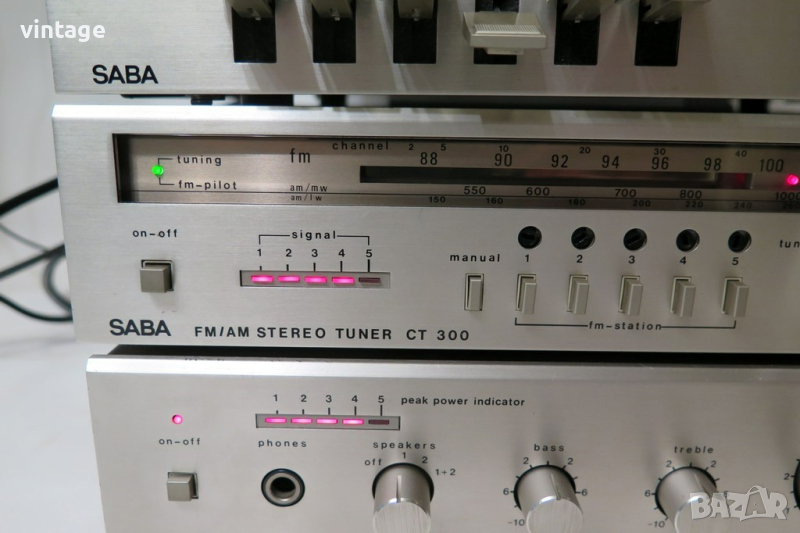 vintage_
SABA
channel 2 5 10 20 30 40
tuning fm 88 90 92 94 96 98 100
fm-pilot am/mw 550 600 700 800 1000
am/lw 150 160 180 200 220 240
on-off signal
1 2 3 4 5
manual 1 2 3 4 5
fm-station
SABA FM/AM STEREO TUNER CT 300
1 2 3 4 5 peak power indicator
on-off phones speakers bass treble
off 1 2 1+2
2 2 2 2
6 6 6
-10 -10
BAZAR